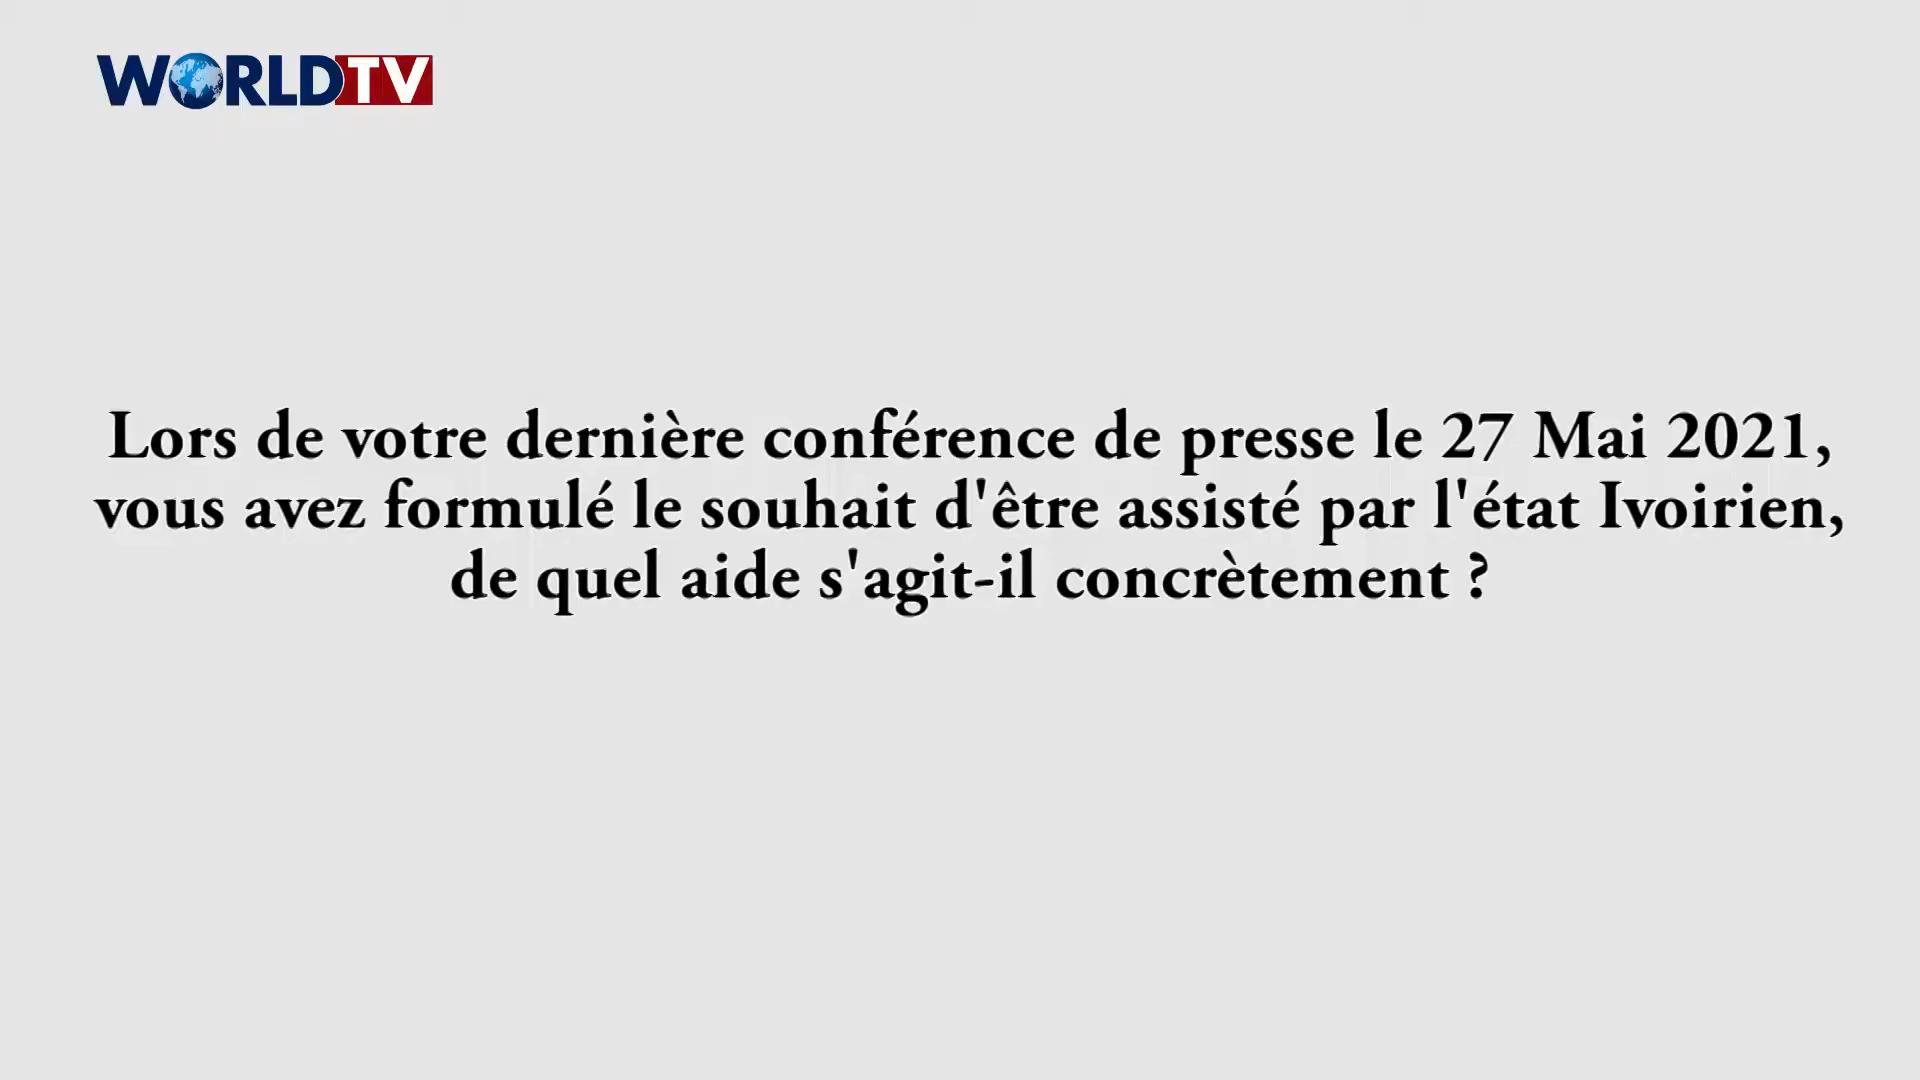 WORLDTV
Lors de votre dernière conférence de presse le 27 Mai 2021,
vous avez formulé le souhait d'être assisté par l'état Ivoirien,
de quel aide s'agit-il concrètement ?